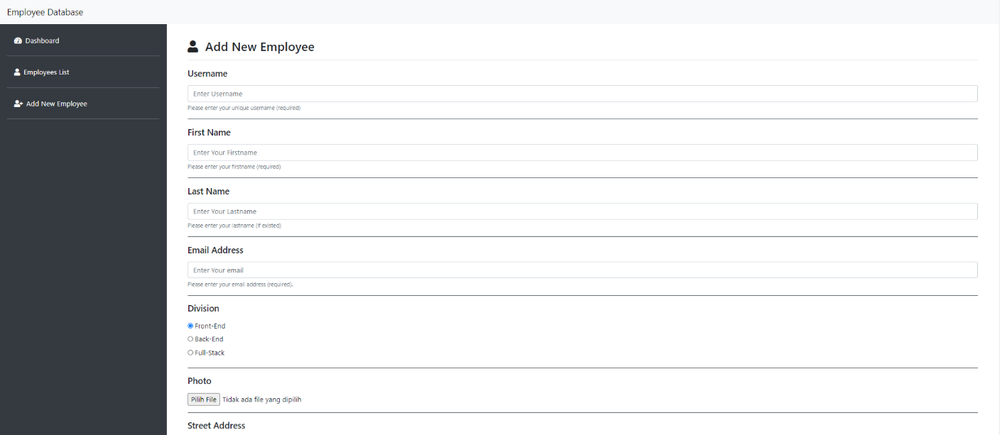 Employee Database
Dashboard
Employees List
Add New Employee
Add New Employee
Username
Enter Username
Please enter your unique username (required)
First Name
Enter Your Firstname
Please enter your firstname (required)
Last Name
Enter Your Lastname
Please enter your lastname (if existed)
Email Address
Enter Your email
Please enter your email address (required).
Division
Front-End
Back-End
Full-Stack
Photo
Pilih File Tidak ada file yang dipilih
Street Address